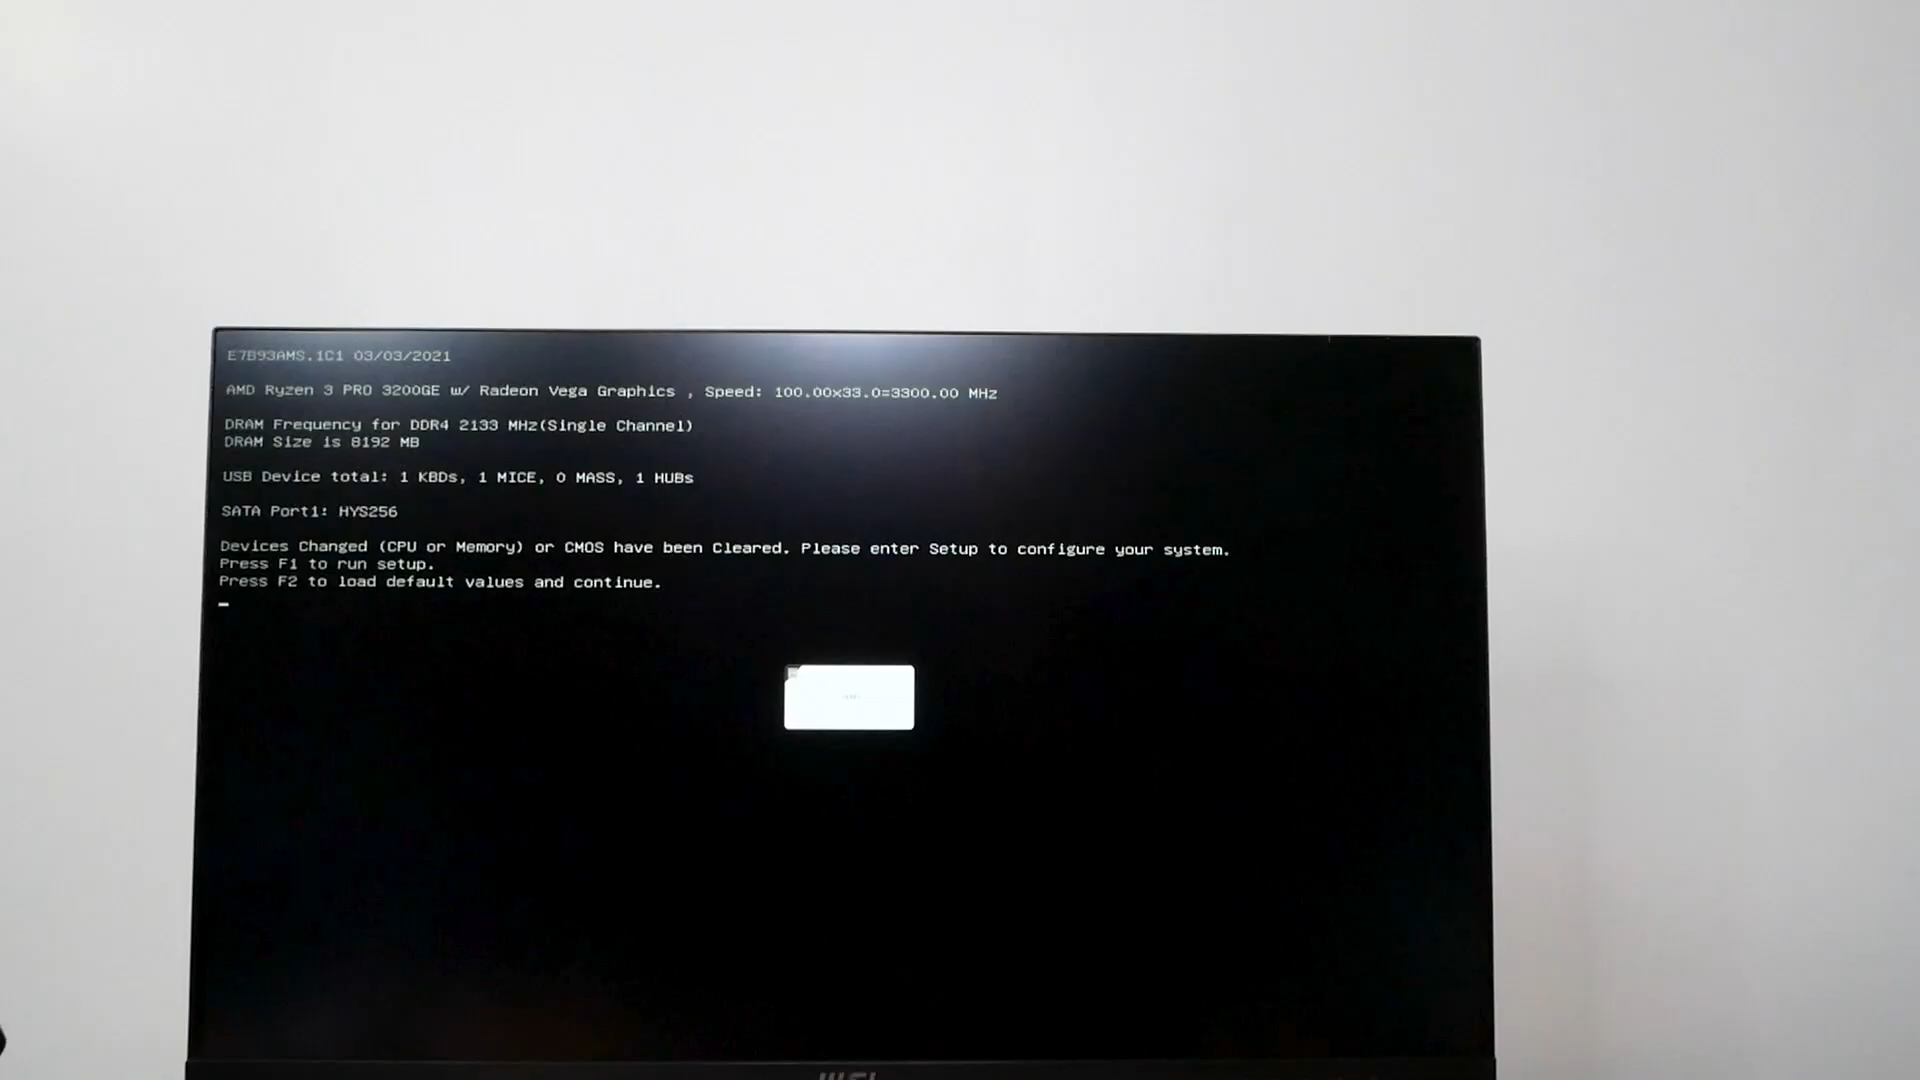 E7B93AMS.1C1 03/03/2021
AMD Ryzen 3 PRO 3200GE w/ Radeon Vega Graphics , Speed: 100.00x33.0=3300.00 MHz
DRAM Frequency for DDR4 2133 MHz(Single Channel)
DRAM Size is 8192 MB
USB Device total: 1 KBDs, 1 MICE, 0 MASS, 1 HUBs
SATA Port1: HYS256
Devices Changed (CPU or Memory) or CMOS have been Cleared. Please enter Setup to configure your system.
Press F1 to run setup.
Press F2 to load default values and continue.
msi